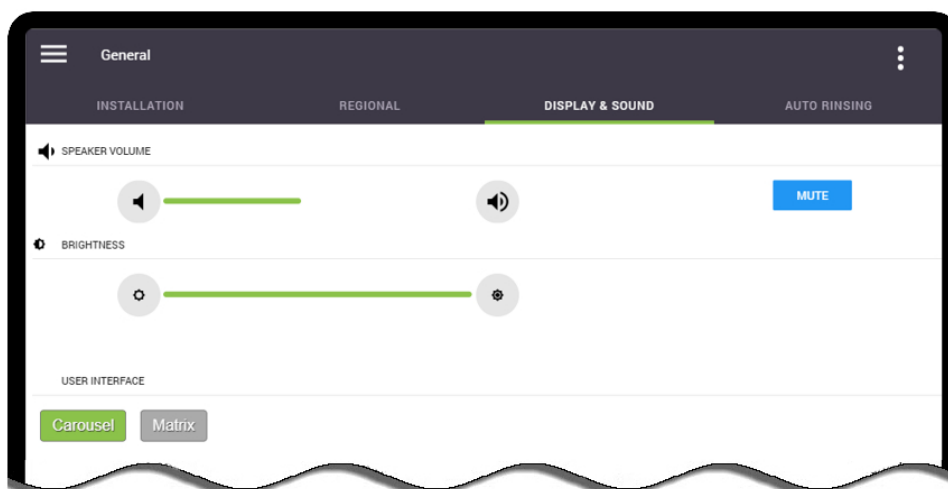 General
INSTALLATION REGIONAL DISPLAY & SOUND AUTO RINSING
SPEAKER VOLUME
MUTE
BRIGHTNESS
USER INTERFACE
Carousel Matrix